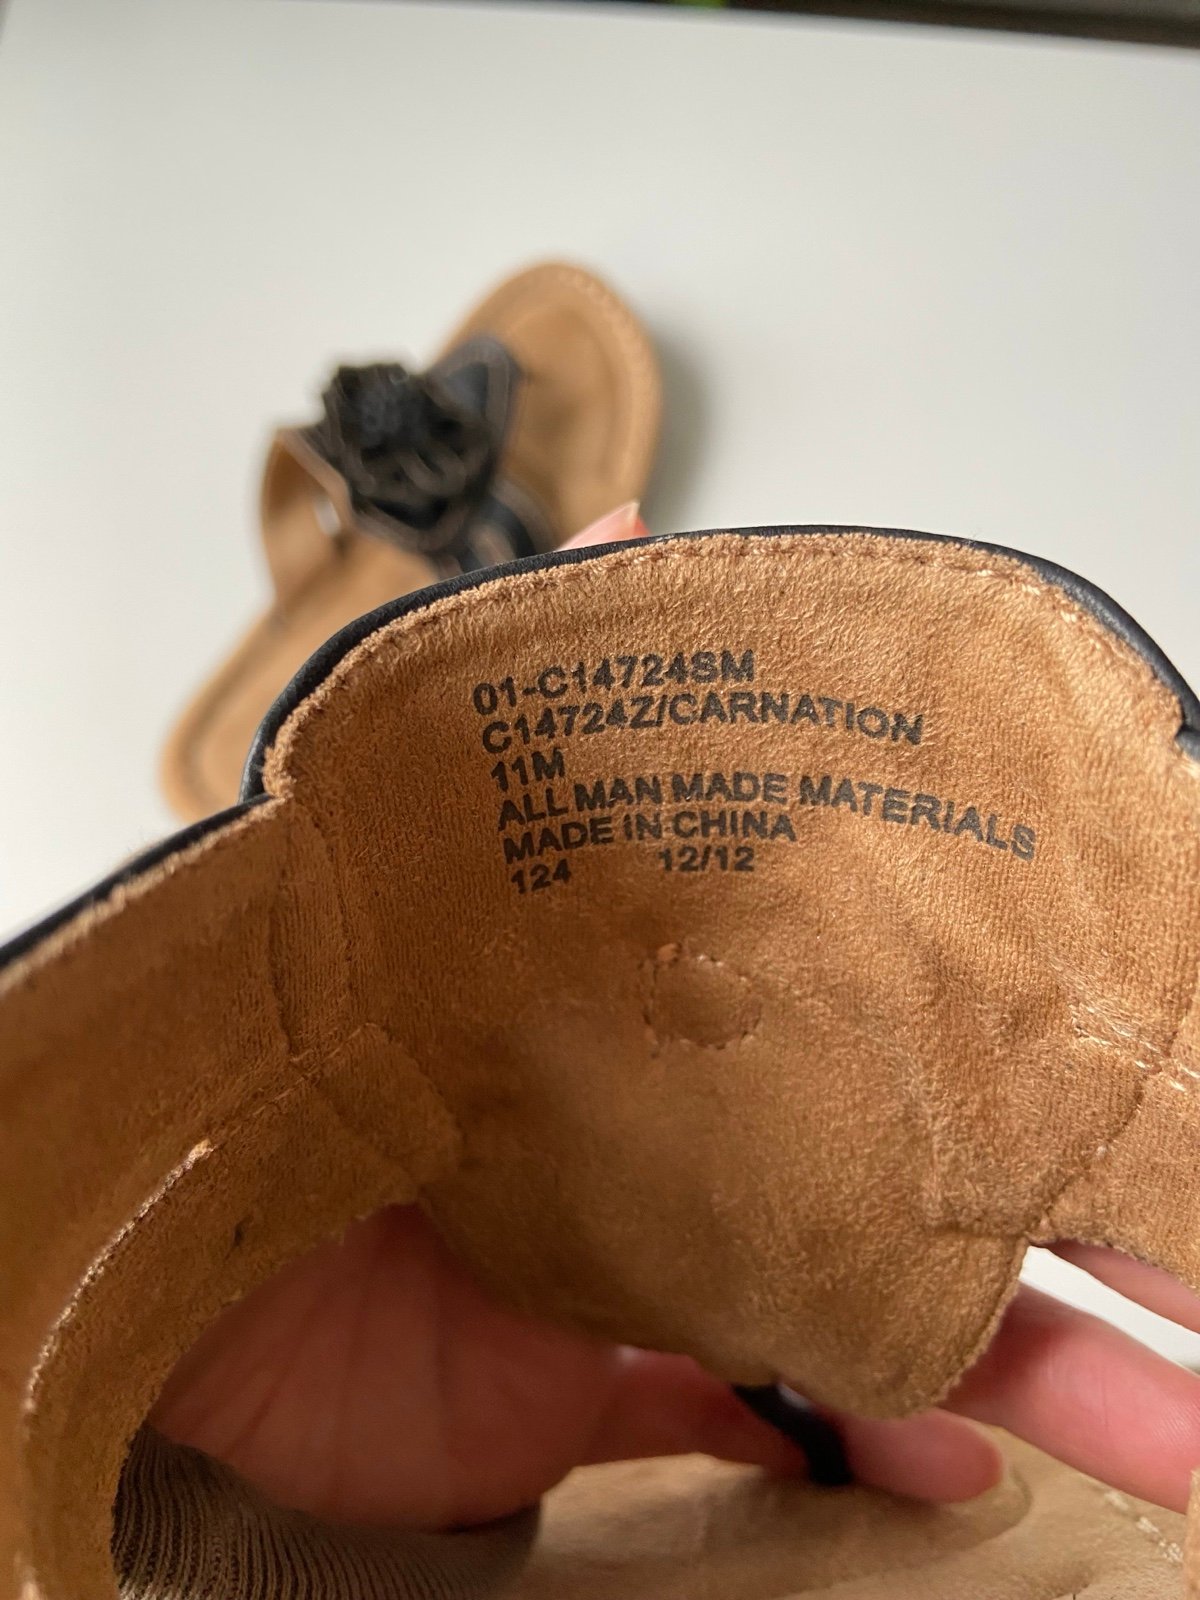 01-C14724SM
C14724Z/CARNATION
11M
ALL MAN MADE MATERIALS
MADE IN CHINA
124 12/12